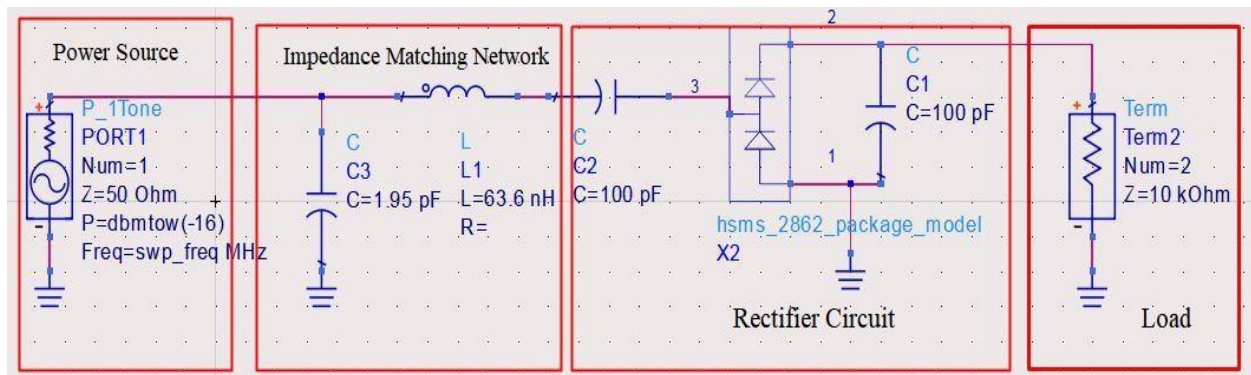 Power Source
P_1Tone
PORT1
Num=1
Z=50 Ohm
P=dbmtow(-16)
Freq=swp_freq MHz
Impedance Matching Network
C
C3
C=1.95 pF
L
L1
L=63.6 nH
R=
C
C2
C=100 pF
3
2
1
C
C1
C=100 pF
hsms_2862_package_model
X2
Rectifier Circuit
Term
Term2
Num=2
Z=10 kOhm
Load